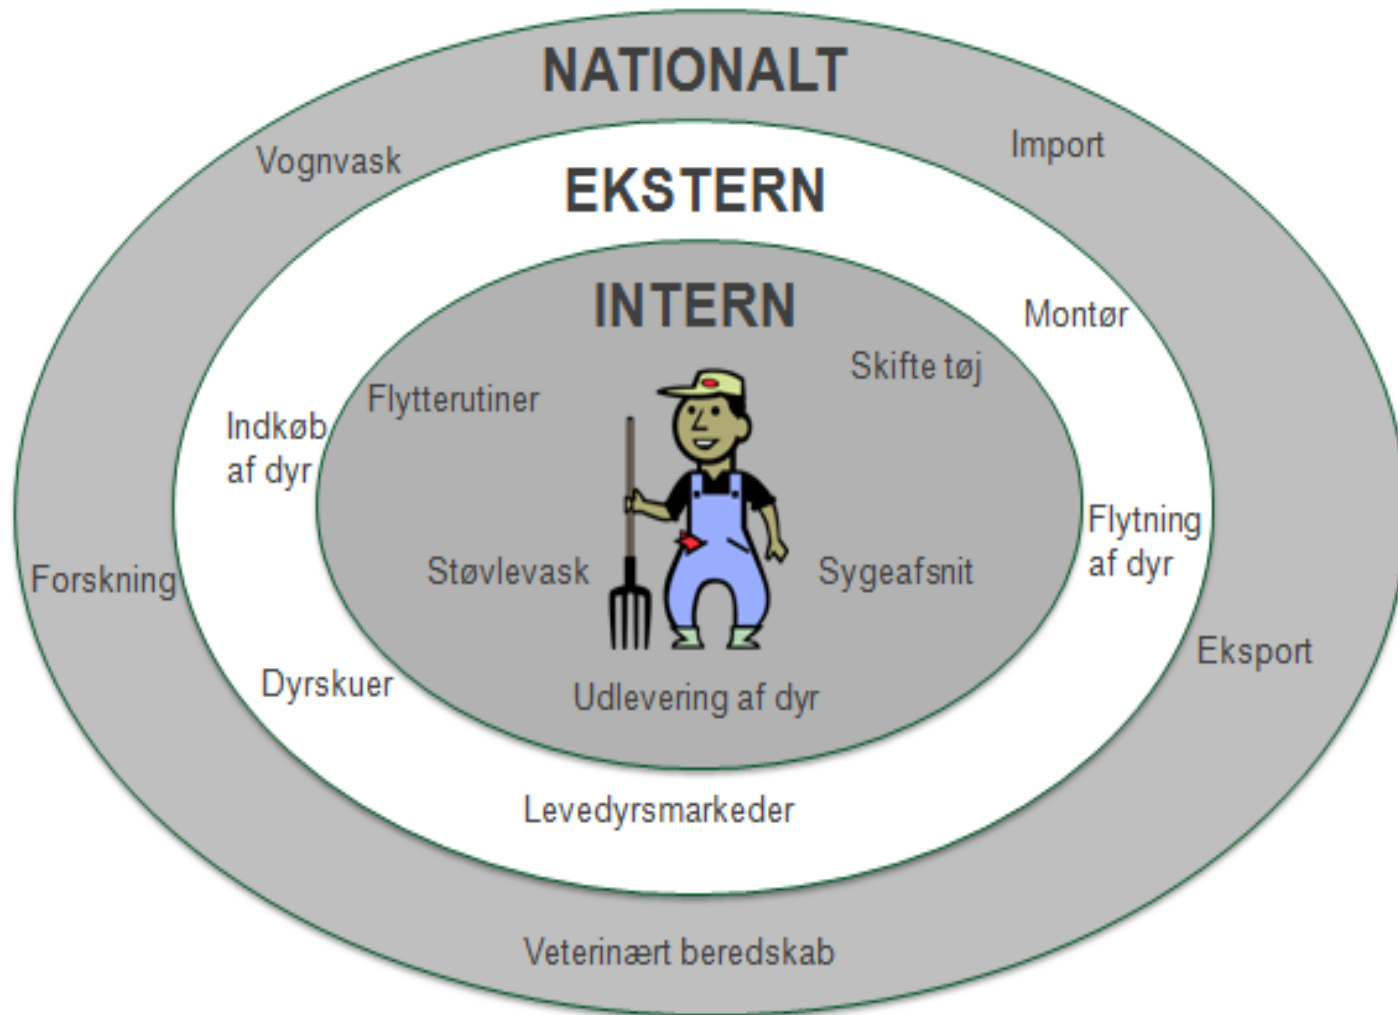 NATIONALT
Vognvask
Import
EKSTERN
INTERN
Montør
Skifte tøj
Flytterutiner
Indkøb
af dyr
Flytning
af dyr
Støvlevask
Sygeafsnit
Forskning
Eksport
Dyrskuer
Udlevering af dyr
Levedyrsmarkeder
Veterinært beredskab